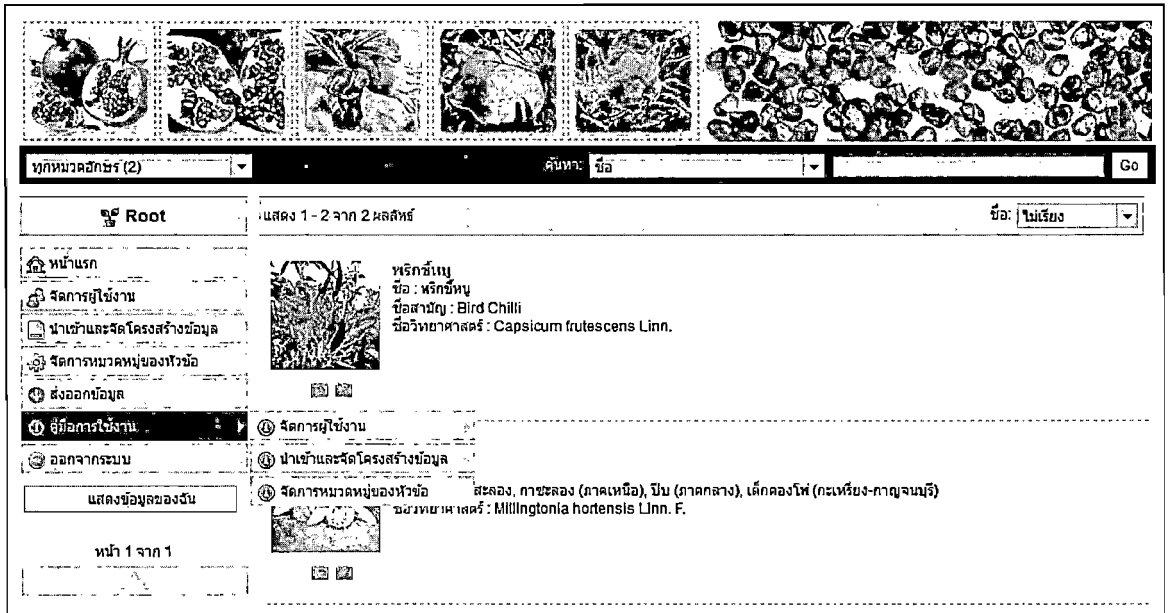 ทุกหมวดอักษร (2) ค้นหา: ชื่อ Go
Root
แสดง 1 - 2 จาก 2 ผลลัพธ์ ชื่อ: ไม่เรียง
หน้าแรก
จัดการผู้ใช้งาน
นำเข้าและจัดโครงสร้างข้อมูล
จัดการหมวดหมู่ของหัวข้อ
ส่งออกข้อมูล
คู่มือการใช้งาน
ออกจากระบบ
แสดงข้อมูลของฉัน
หน้า 1 จาก 1
พริกขี้หนู
ชื่อ : พริกขี้หนู
ชื่อสามัญ : Bird Chilli
ชื่อวิทยาศาสตร์ : Capsicum frutescens Linn.
จัดการผู้ใช้งาน
นำเข้าและจัดโครงสร้างข้อมูล
จัดการหมวดหมู่ของหัวข้อ
สะลอง, กาซะลอง (ภาคเหนือ), ปีบ (ภาคกลาง), เต็กตองโพ่ (กะเหรี่ยง-กาญจนบุรี)
ชื่อวิทยาศาสตร์ : Millingtonia hortensis Linn. F.